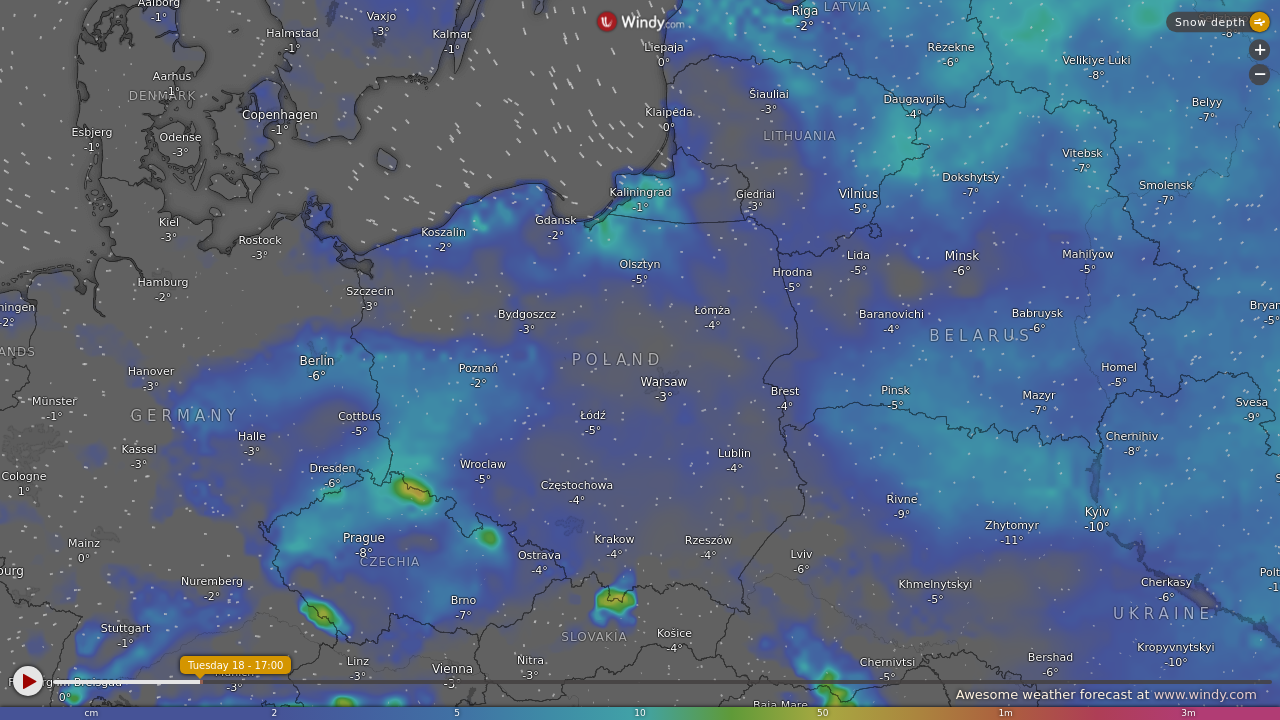 Aalborg
-1°
Vaxjo
-3°
Halmstad
-1°
Kalmar
-1°
Windy.com
Riga
-2°
LATVIA
Snow depth
-8°
Liepaja
0°
Rēzekne
-6°
Velikiye Luki
-8°
+
−
Aarhus
1°
DENMARK
Copenhagen
-1°
Klaipėda
0°
Šiauliai
-3°
Daugavpils
-4°
Belyy
-7°
Esbjerg
-1°
Odense
-3°
LITHUANIA
Vitebsk
-7°
Kaliningrad
-1°
Giedriai
-3°
Vilnius
-5°
Dokshytsy
-7°
Smolensk
-7°
Kiel
-3°
Rostock
-3°
Koszalin
-2°
Gdansk
-2°
Olsztyn
-5°
Hrodna
-5°
Lida
-5°
Minsk
-6°
Mahilyow
-5°
Hamburg
-2°
Szczecin
-3°
ningen
-2°
Bydgoszcz
-3°
Łomża
-4°
Baranovichi
-4°
BELARUS
Babruysk
-6°
Bryan
-5°
ANDS
Hanover
-3°
Berlin
-6°
Poznań
-2°
POLAND
Warsaw
-3°
Brest
-4°
Pinsk
-5°
Homel
-5°
Mazyr
-7°
Svesa
-9°
Münster
-1°
GERMANY
Cottbus
-5°
Łódź
-5°
Kassel
-3°
Halle
-3°
Chernihiv
-8°
Cologne
1°
Dresden
-6°
Wroclaw
-5°
Lublin
-4°
Częstochowa
-4°
Rivne
-9°
Kyiv
-10°
Zhytomyr
-11°
Mainz
0°
Prague
-8°
CZECHIA
Ostrava
-4°
Krakow
-4°
Rzeszów
-4°
Lviv
-6°
ourg
Nuremberg
-2°
Brno
-7°
Khmelnytskyi
-5°
Cherkasy
-6°
Polt
-1
UKRAINE
Stuttgart
-1°
SLOVAKIA
Košice
-4°
Kropyvnytskyi
-10°
Tuesday 18 - 17:00
Linz
-3°
Vienna
-3°
Nitra
-3°
Chernivtsi
-5°
Bershad
-6°
0°
-3°
Baia Mare
Awesome weather forecast at www.windy.com
cm 2 5 10 50 1m 3m